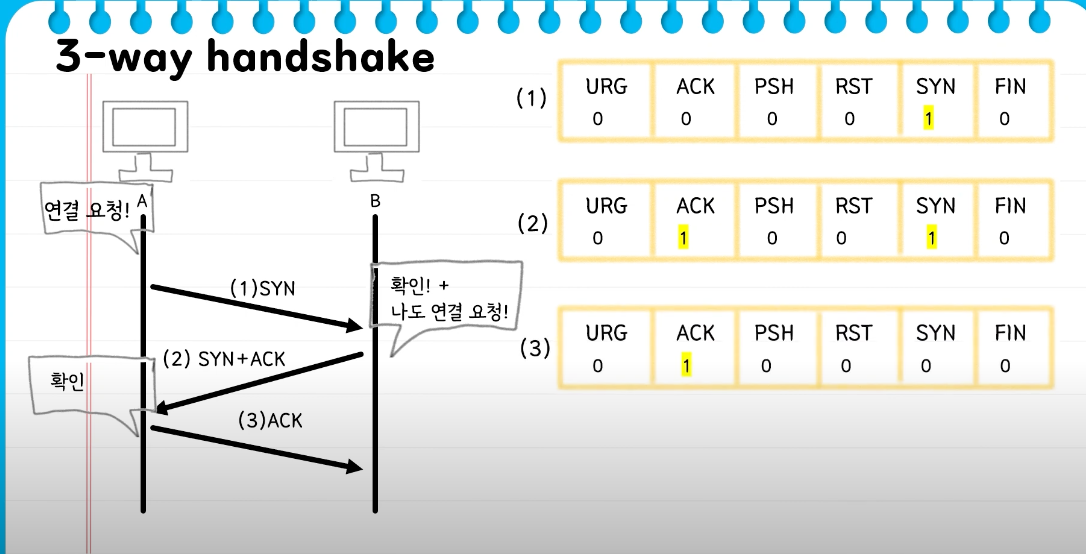 3-way handshake
A
B
연결 요청!
(1)SYN
확인! +
나도 연결 요청!
(2) SYN+ACK
확인
(3)ACK
(1)
URG ACK PSH RST SYN FIN
0 0 0 0 1 0
(2)
URG ACK PSH RST SYN FIN
0 1 0 0 1 0
(3)
URG ACK PSH RST SYN FIN
0 1 0 0 0 0